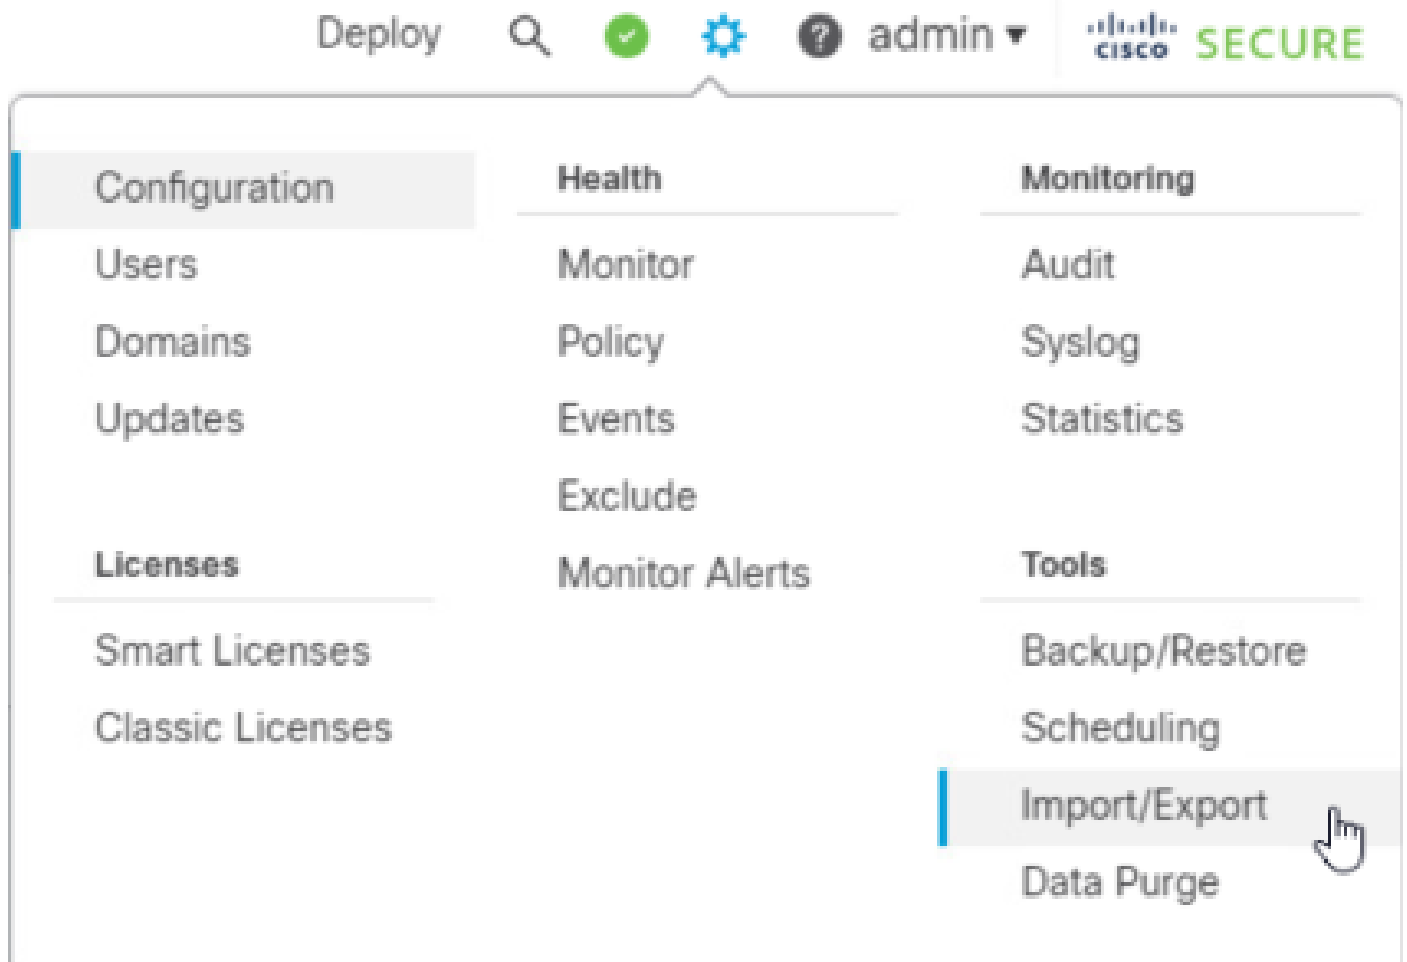 Deploy admin CISCO SECURE
Configuration
Users
Domains
Updates
Licenses
Smart Licenses
Classic Licenses
Health
Monitor
Policy
Events
Exclude
Monitor Alerts
Monitoring
Audit
Syslog
Statistics
Tools
Backup/Restore
Scheduling
Import/Export
Data Purge